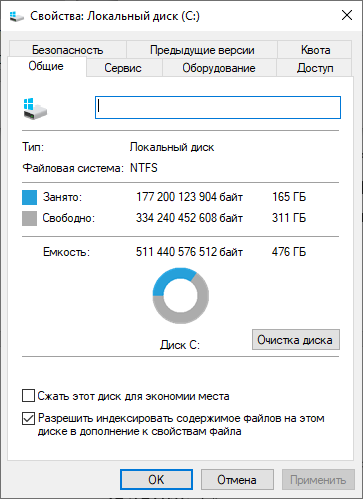 Свойства: Локальный диск (C:)
Безопасность Предыдущие версии Квота
Общие Сервис Оборудование Доступ
Тип: Локальный диск
Файловая система: NTFS
Занято: 177 200 123 904 байт 165 ГБ
Свободно: 334 240 452 608 байт 311 ГБ
Емкость: 511 440 576 512 байт 476 ГБ
Диск C: Очистка диска
Сжать этот диск для экономии места
Разрешить индексировать содержимое файлов на этом
диске в дополнение к свойствам файла
OK Отмена Применить